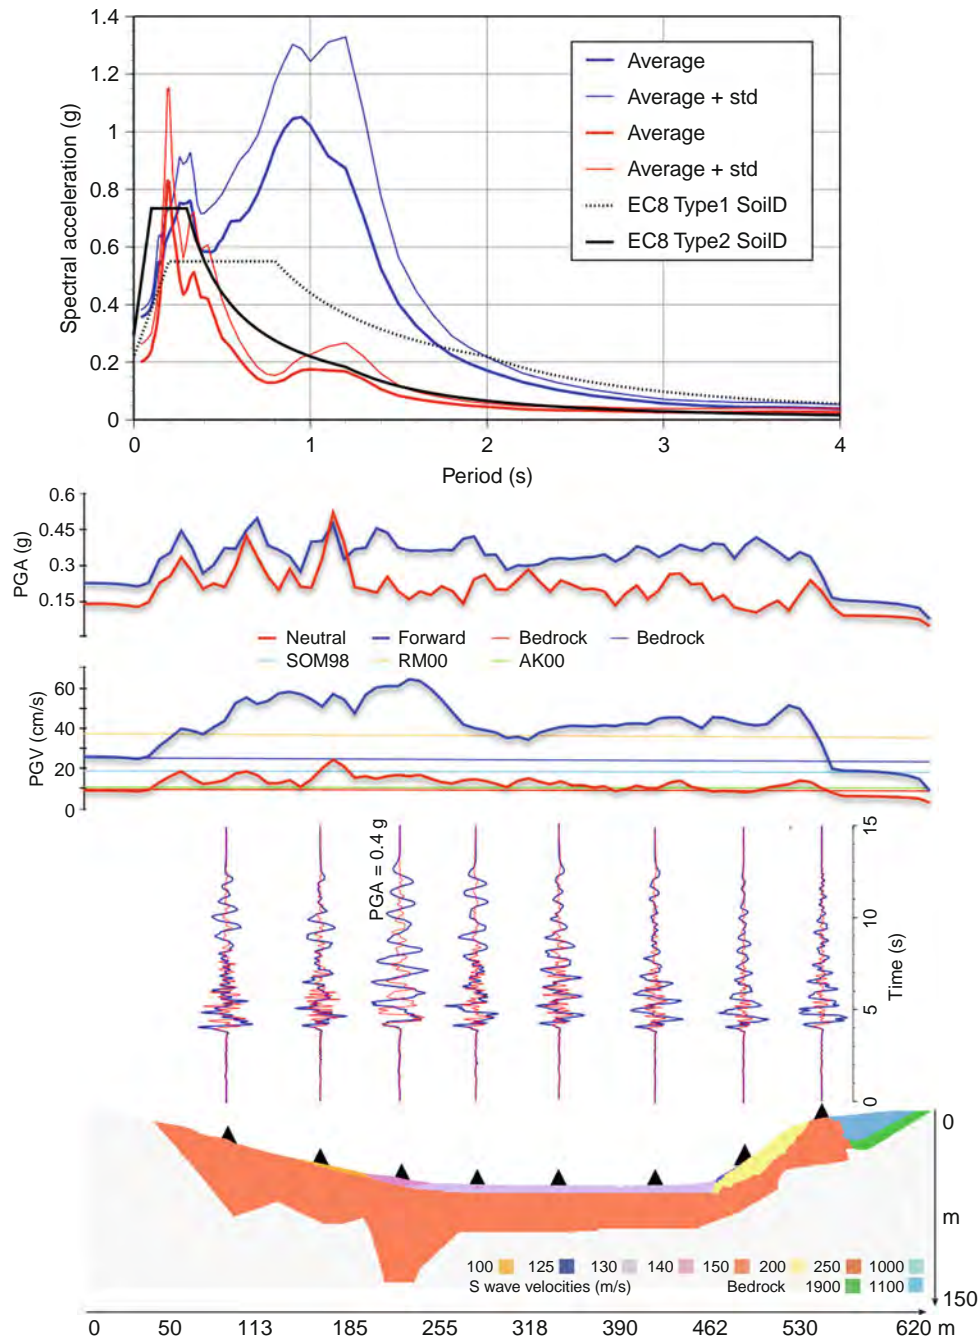 1.4
1.2
1
0.8
0.6
0.4
0.2
0
Spectral acceleration (g)
Average
Average + std
Average
Average + std
EC8 Type1 SoilD
EC8 Type2 SoilD
0 1 2 3 4
Period (s)
0.6
0.45
0.3
0.15
PGA (g)
Neutral Forward Bedrock Bedrock
SOM98 RM00 AK00
60
40
20
0
PGV (cm/s)
PGA = 0.4 g
15
10
5
0
Time (s)
0
m
150
100 125 130 140 150 200 250 1000
S wave velocities (m/s) Bedrock 1900 1100
0 50 113 185 255 318 390 462 530 620 m